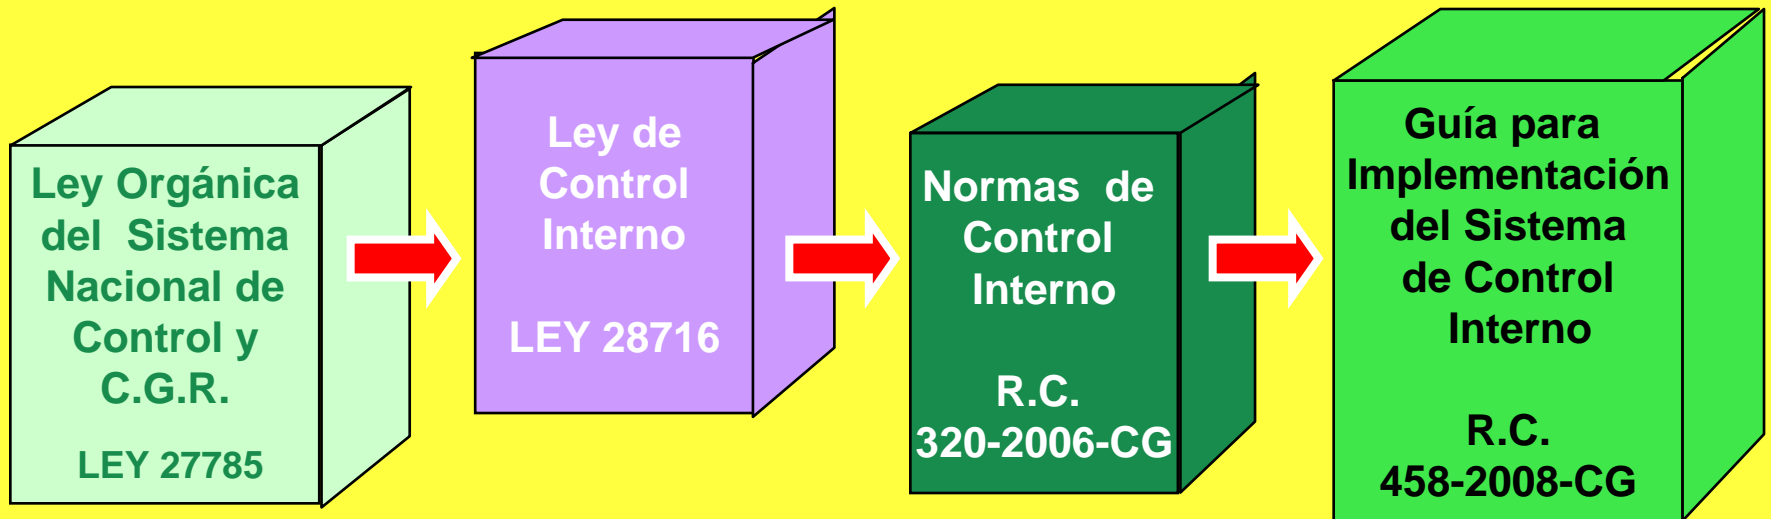 Ley Orgánica
del Sistema
Nacional de
Control y
C.G.R.
LEY 27785
Ley de
Control
Interno
LEY 28716
Normas de
Control
Interno
R.C.
320-2006-CG
Guía para
Implementación
del Sistema
de Control
Interno
R.C.
458-2008-CG